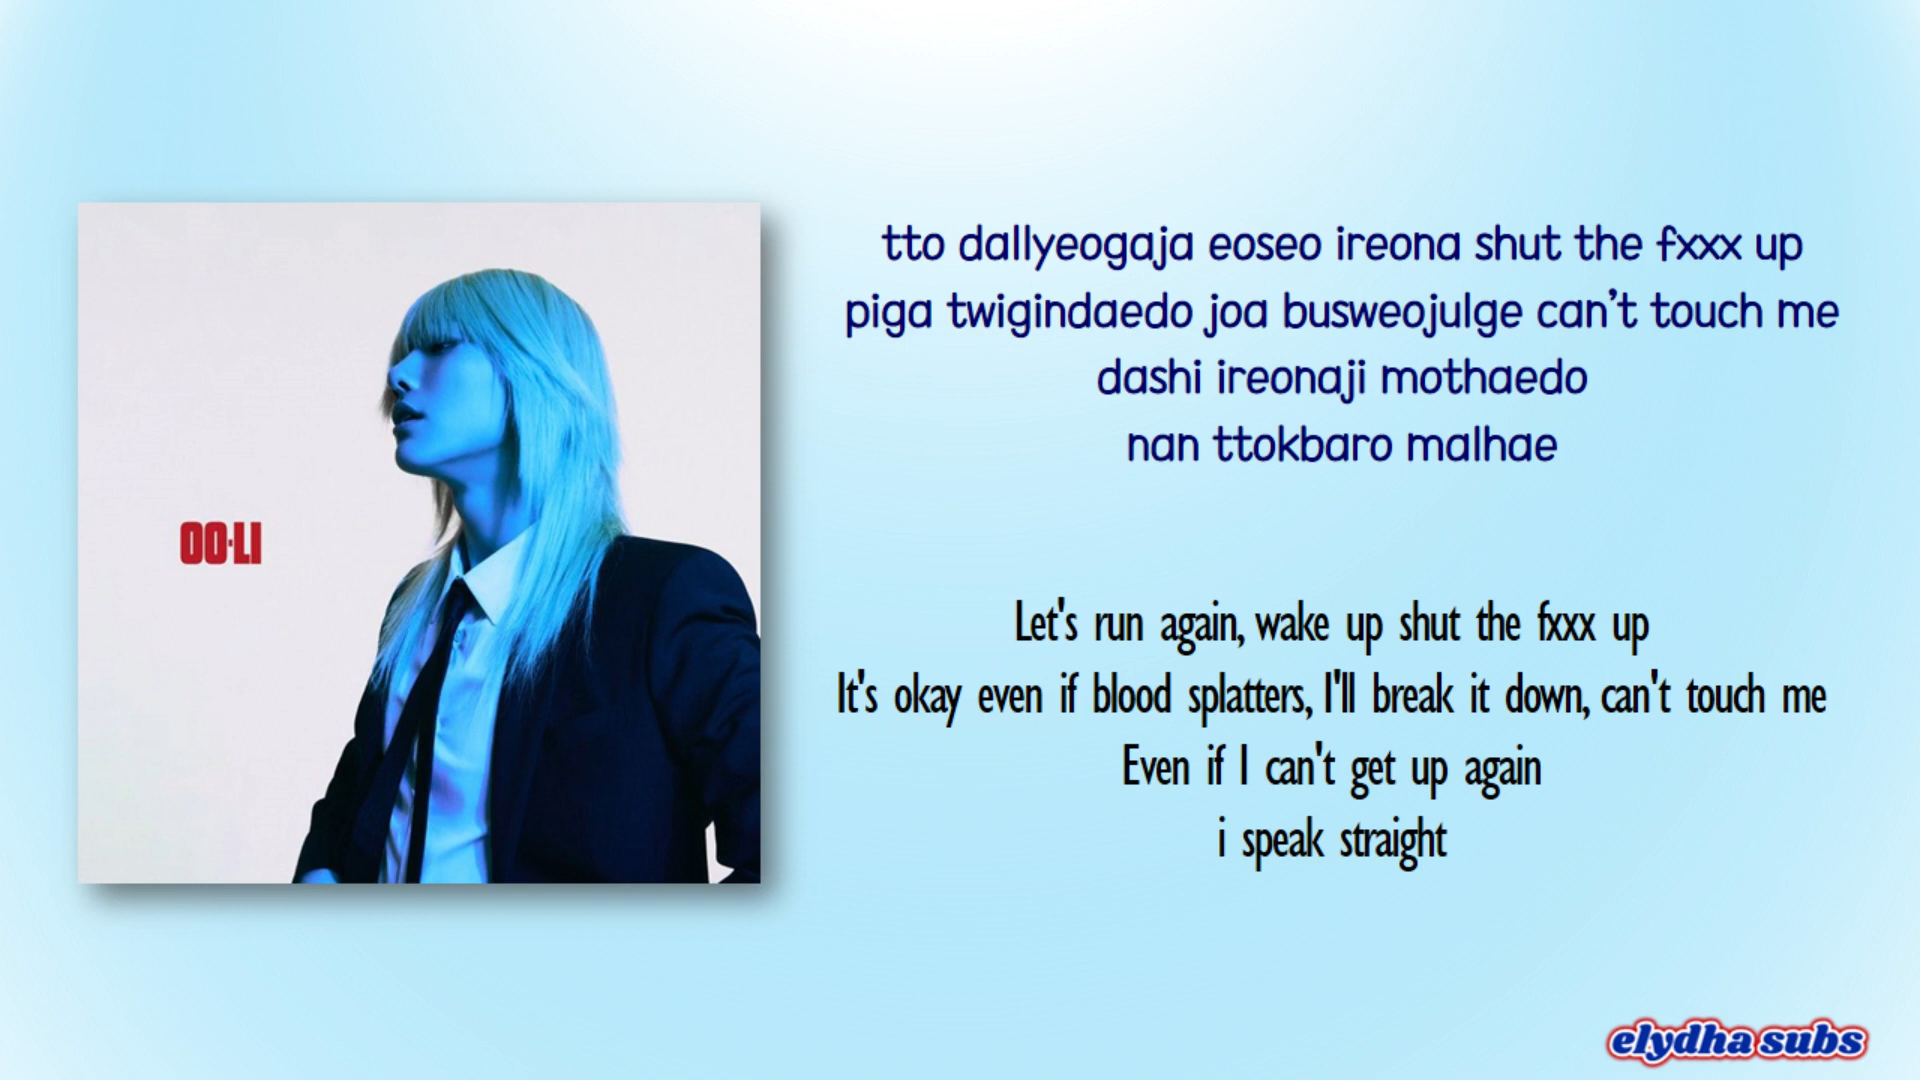 OO·LI
tto dallyeogaja eoseo ireona shut the fxxx up
piga twigindaedo joa busweojulge can’t touch me
dashi ireonaji mothaedo
nan ttokbaro malhae
Let's run again, wake up shut the fxxx up
It's okay even if blood splatters, I'll break it down, can't touch me
Even if I can't get up again
i speak straight
elydha subs